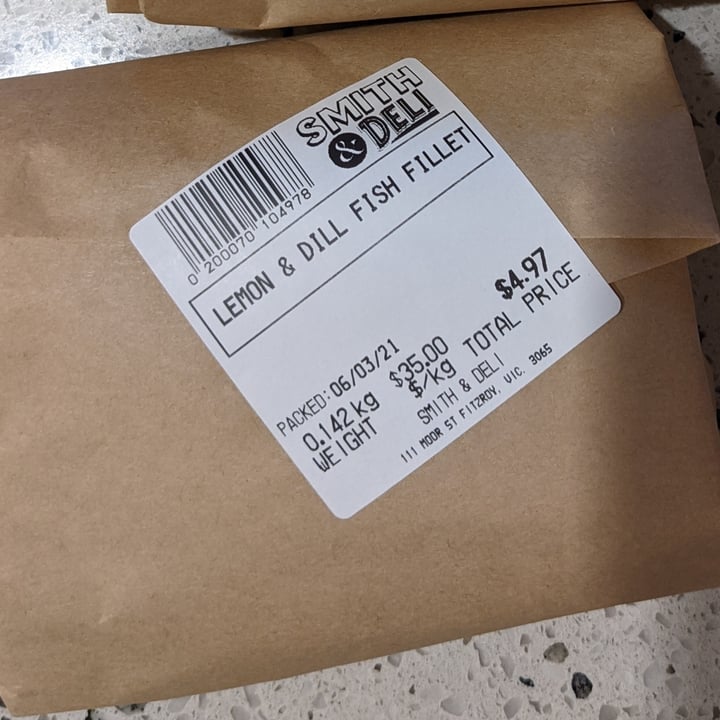 SMITH
& DELI
0 200070 104978
LEMON & DILL FISH FILLET
PACKED: 06/03/21
0.142kg $35.00 $4.97
WEIGHT $/kg TOTAL PRICE
SMITH & DELI
111 MOOR ST FITZROY, VIC. 3065